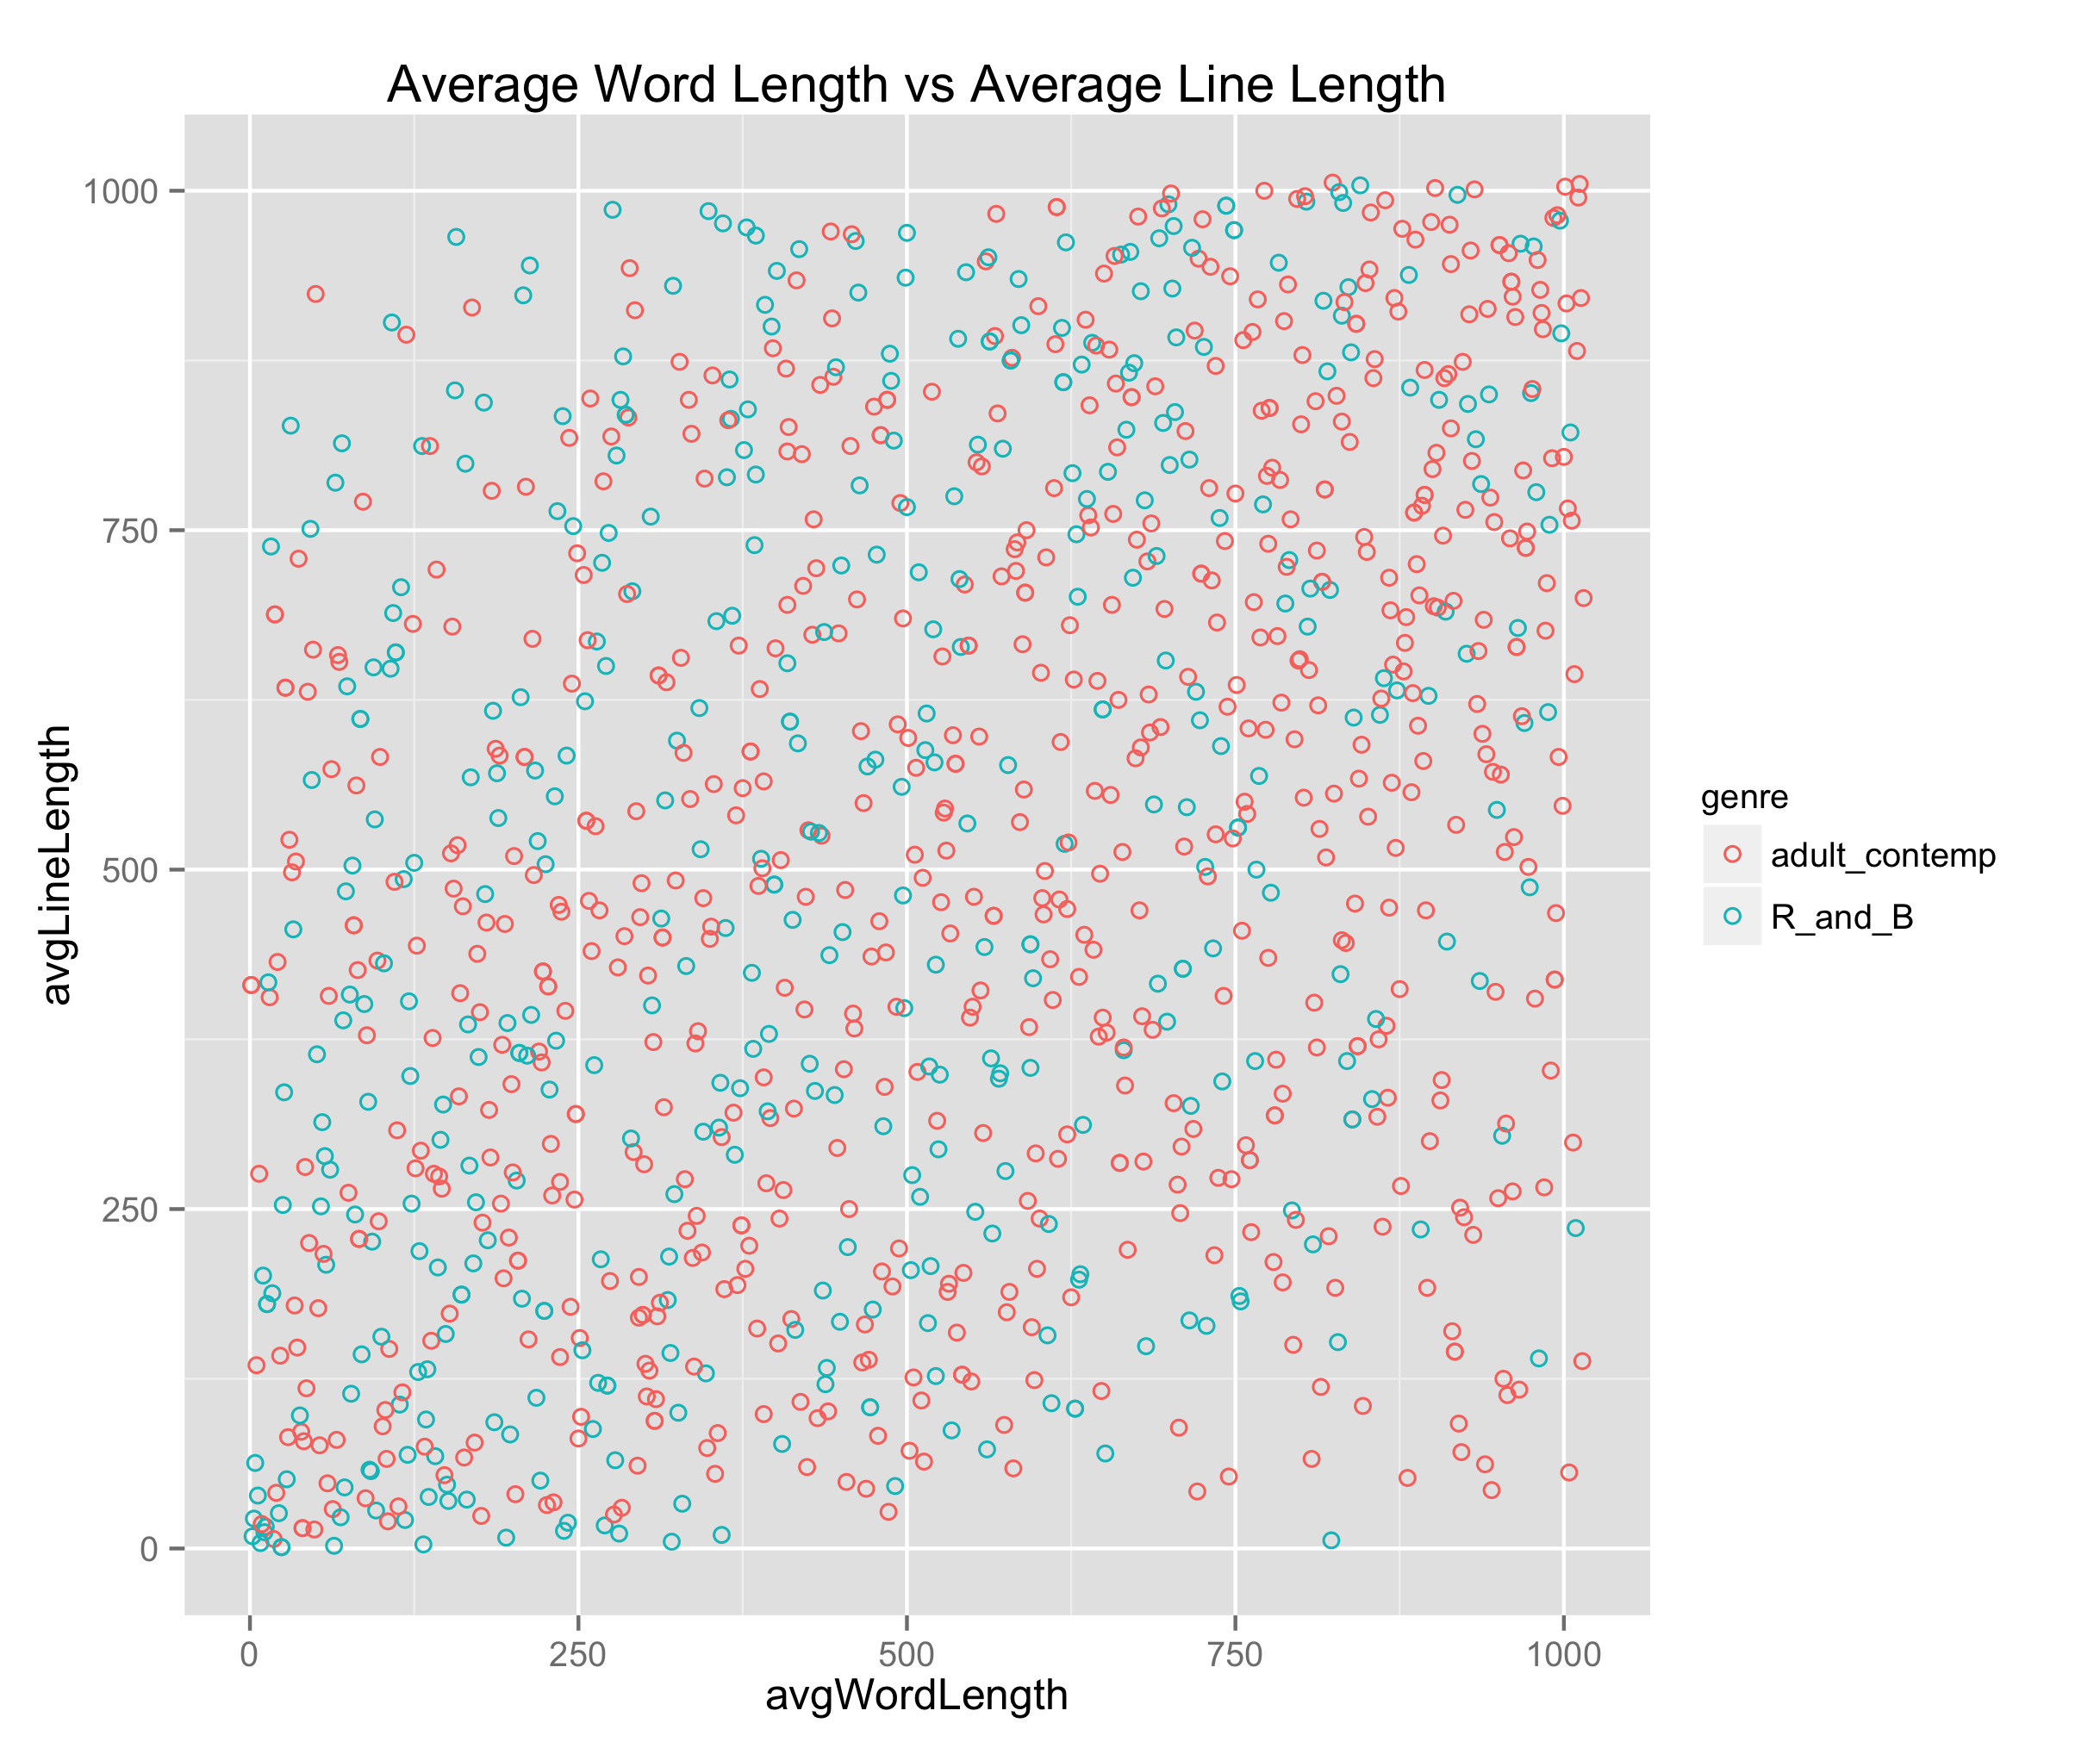 Average Word Length vs Average Line Length
1000
750
500
250
0
avgLineLength
0 250 500 750 1000
avgWordLength
genre
adult_contemp
R_and_B